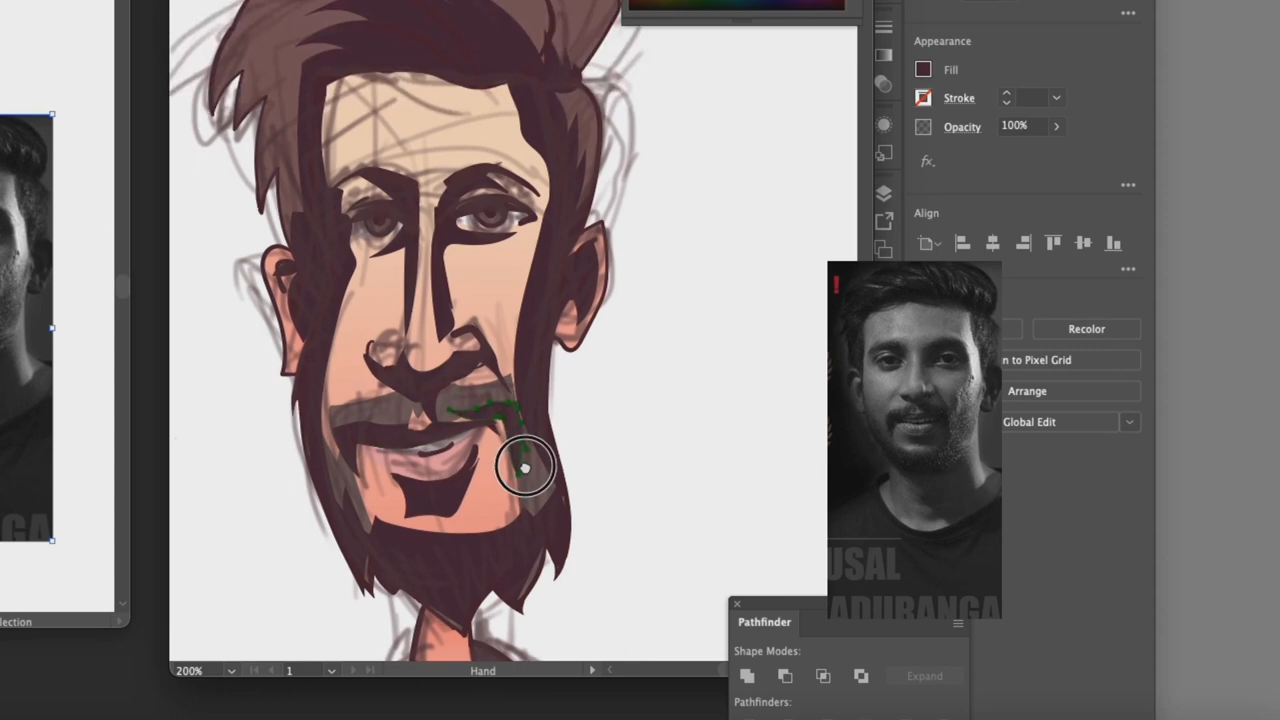 Appearance
Fill
Stroke
Opacity
100%
fx.
Align
Recolor
n to Pixel Grid
Arrange
Global Edit
USAL
ADURANGA
GA
Pathfinder
Shape Modes:
Expand
Pathfinders:
lection
200%
1
Hand